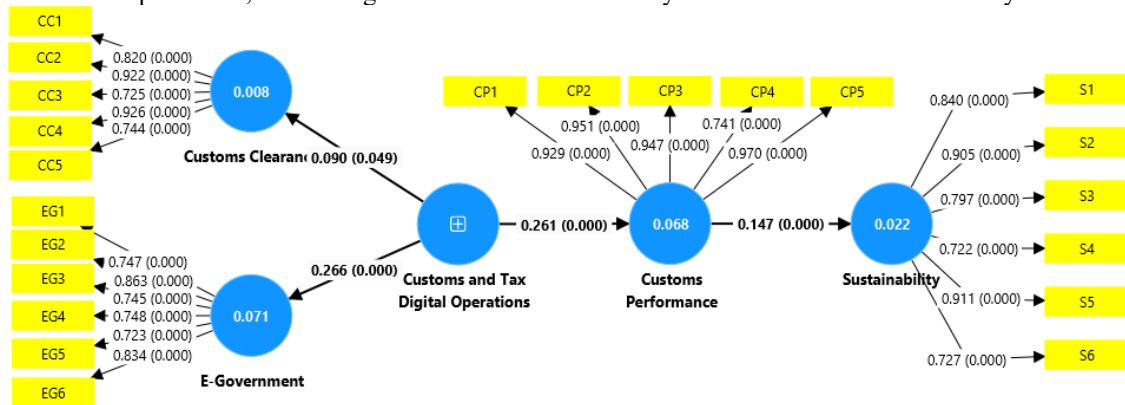 CC1
CC2
CC3
CC4
CC5
0.820 (0.000)
0.922 (0.000)
0.725 (0.000)
0.926 (0.000)
0.744 (0.000)
0.008
Customs Clearan
0.090 (0.049)
EG1
EG2
EG3
EG4
EG5
EG6
0.747 (0.000)
0.863 (0.000)
0.745 (0.000)
0.748 (0.000)
0.723 (0.000)
0.834 (0.000)
0.071
E-Government
0.266 (0.000)
Customs and Tax
Digital Operations
0.261 (0.000)
CP1
CP2
CP3
CP4
CP5
0.929 (0.000)
0.951 (0.000)
0.947 (0.000)
0.741 (0.000)
0.970 (0.000)
0.068
Customs
Performance
0.147 (0.000)
0.022
Sustainability
0.840 (0.000)
0.905 (0.000)
0.797 (0.000)
0.722 (0.000)
0.911 (0.000)
0.727 (0.000)
S1
S2
S3
S4
S5
S6